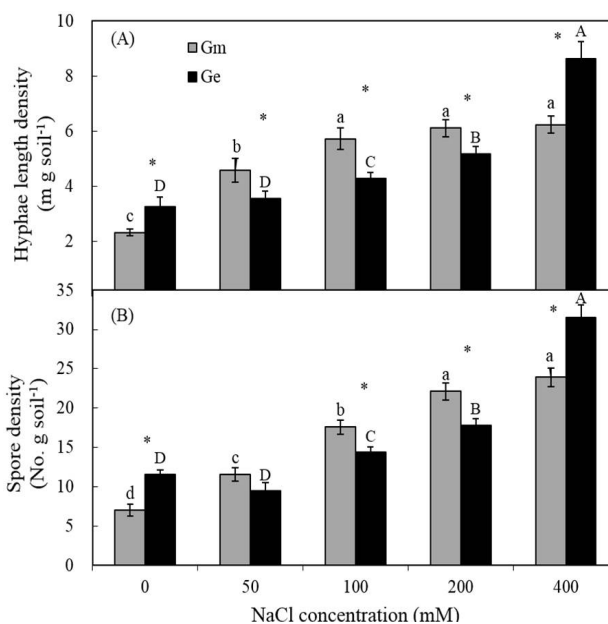 10
(A)
Gm
Ge
A
*
8
*
*
*
a
a
a
6
b
B
*
C
4
D
D
c
2
Hyphae length density
(m g soil⁻¹)
35
(B)
A
30
*
25
*
a
a
20
*
b
B
15
*
C
D
c
10
D
d
5
0
Spore density
(No. g soil⁻¹)
0 50 100 200 400
NaCl concentration (mM)